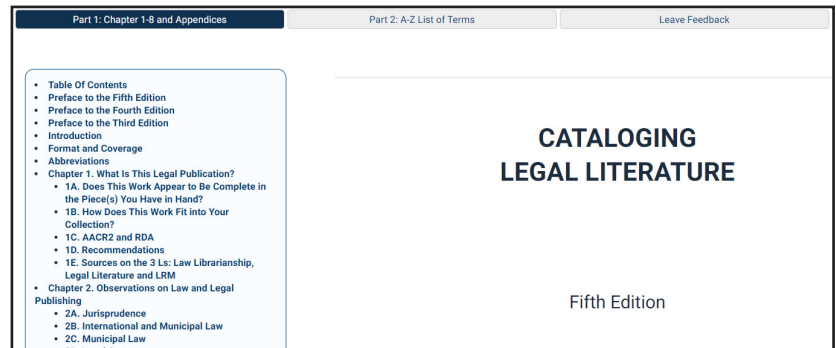 Part 1: Chapter 1-8 and Appendices
Part 2: A-Z List of Terms
Leave Feedback
Table Of Contents
Preface to the Fifth Edition
Preface to the Fourth Edition
Preface to the Third Edition
Introduction
Format and Coverage
Abbreviations
Chapter 1. What Is This Legal Publication?
1A. Does This Work Appear to Be Complete in
the Piece(s) You Have in Hand?
1B. How Does This Work Fit into Your
Collection?
1C. AACR2 and RDA
1D. Recommendations
1E. Sources on the 3 Ls: Law Librarianship,
Legal Literature and LRM
Chapter 2. Observations on Law and Legal
Publishing
2A. Jurisprudence
2B. International and Municipal Law
2C. Municipal Law
CATALOGING
LEGAL LITERATURE
Fifth Edition